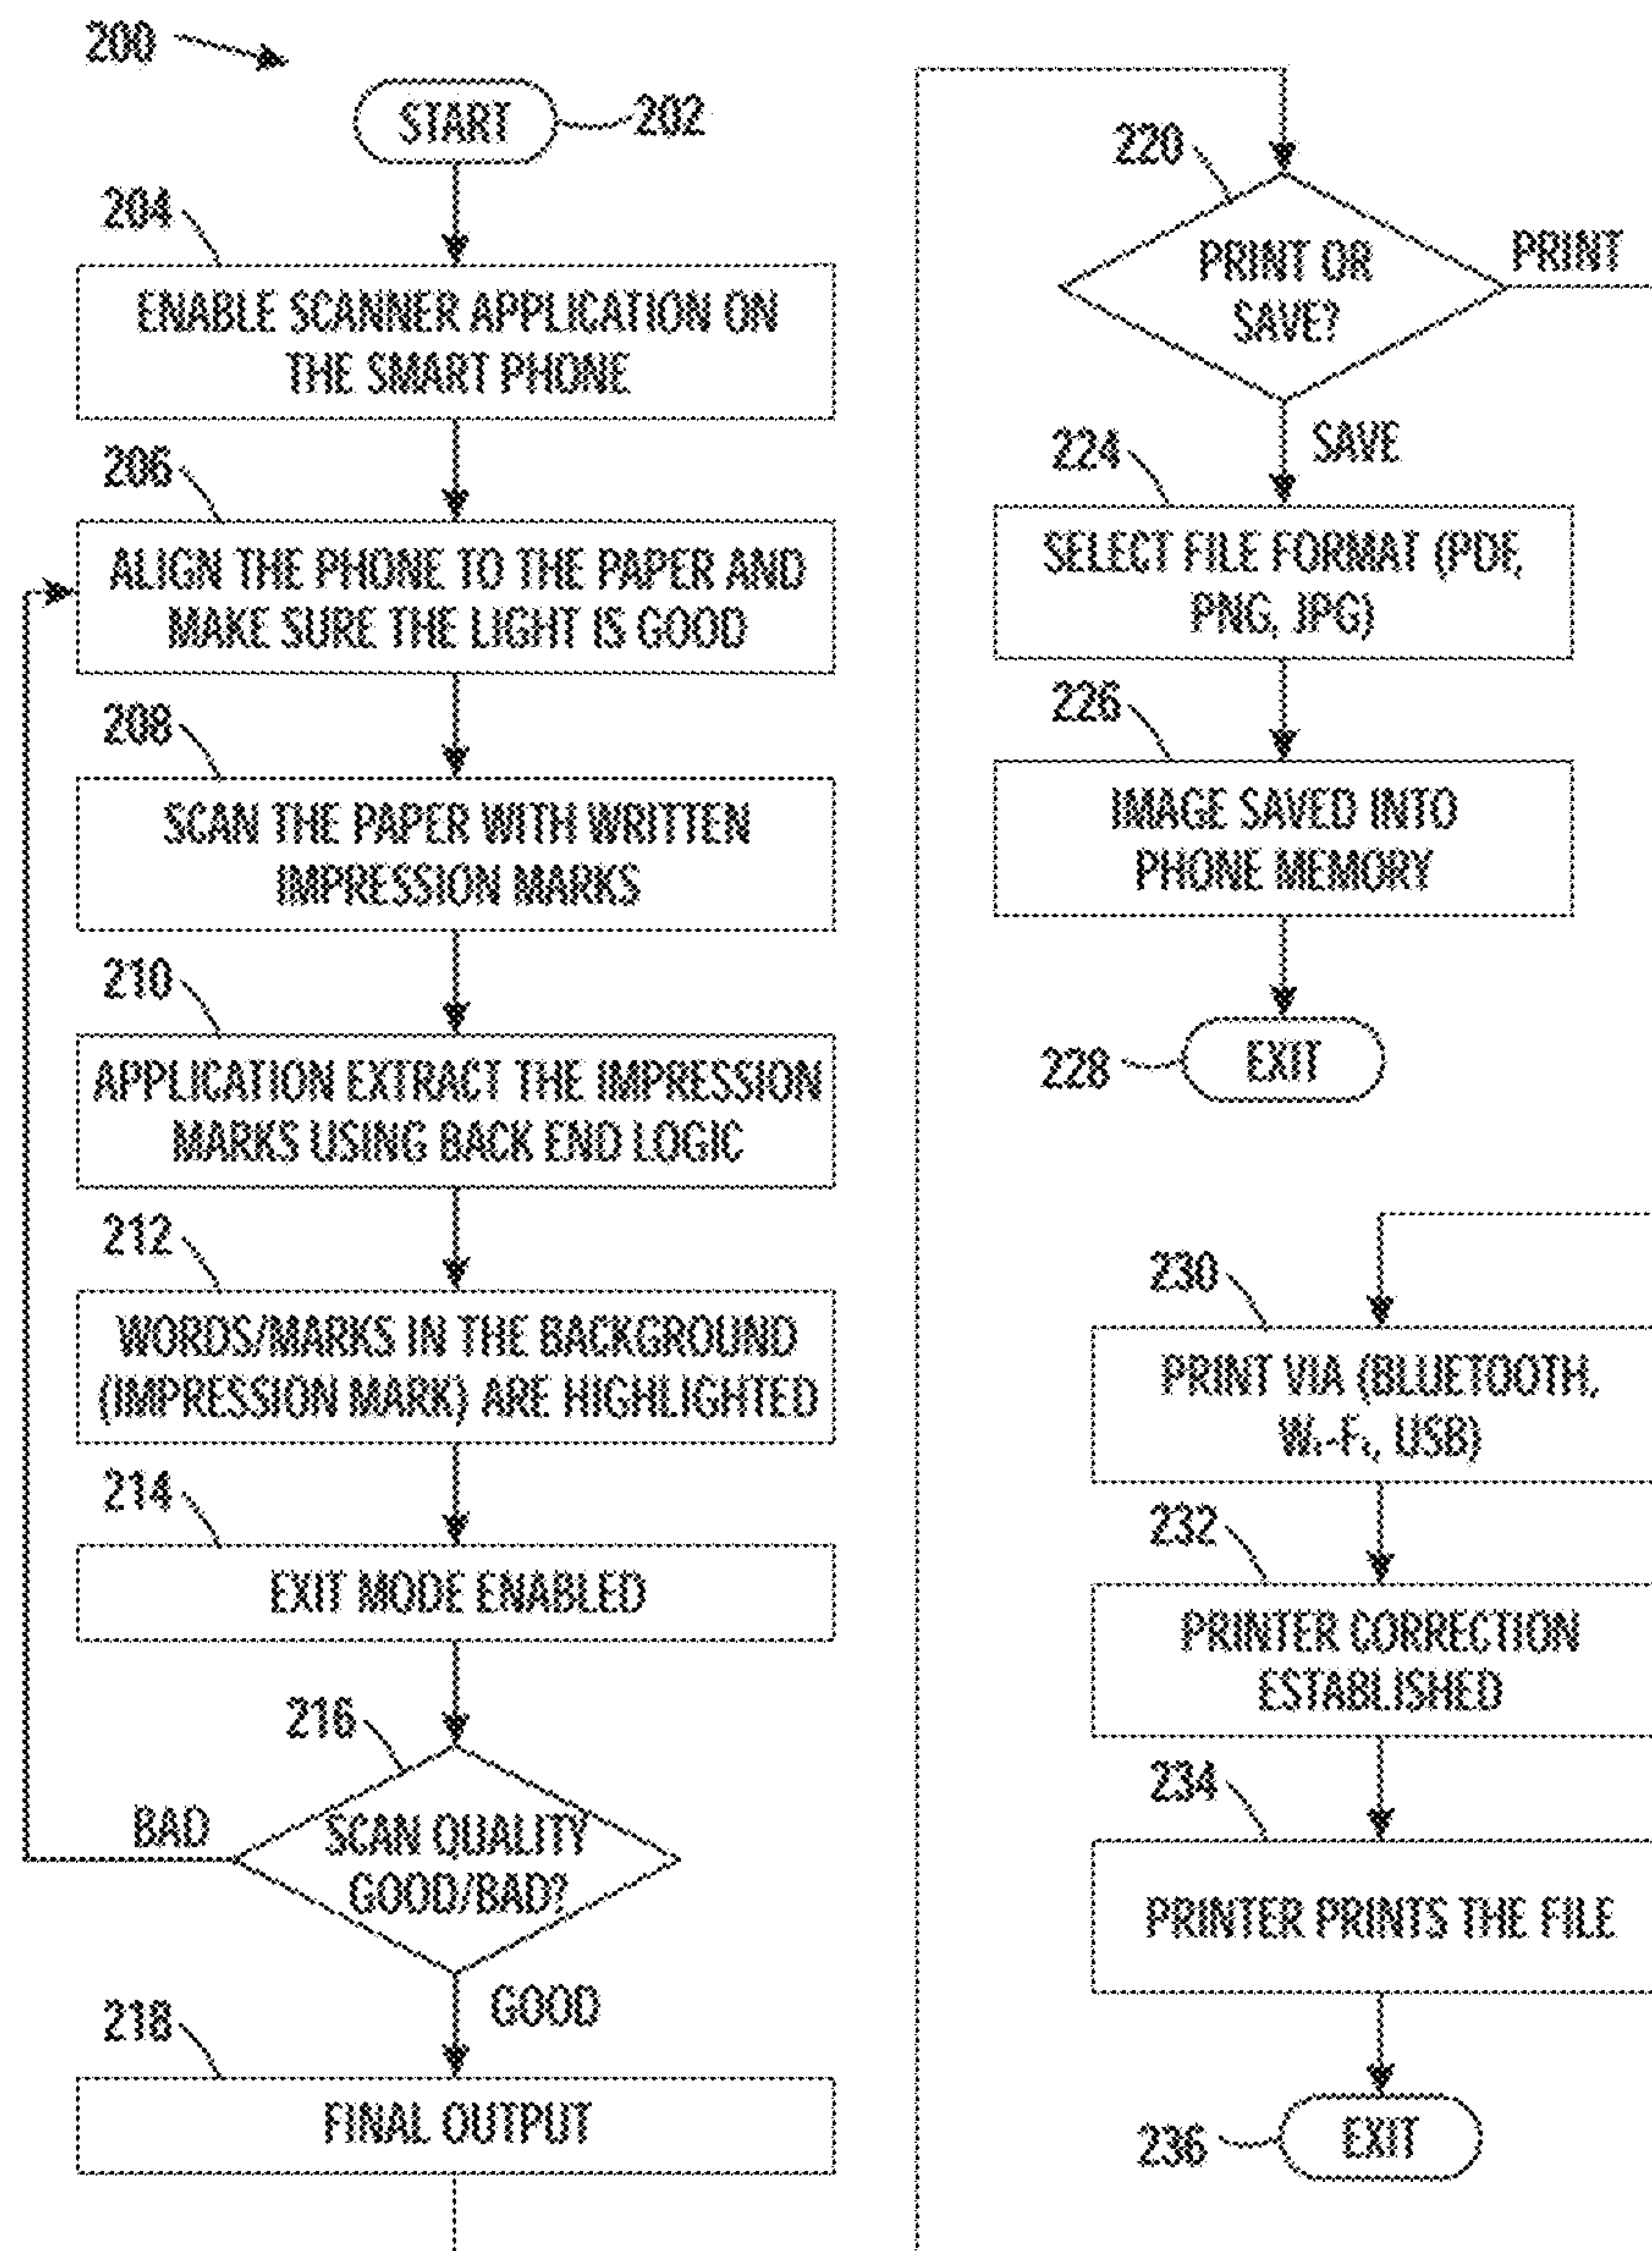 200
START
202
204
ENABLE SCANNER APPLICATION ON
THE SMART PHONE
206
ALIGN THE PHONE TO THE PAPER AND
MAKE SURE THE LIGHT IS GOOD
208
SCAN THE PAPER WITH WRITTEN
IMPRESSION MARKS
210
APPLICATION EXTRACT THE IMPRESSION
MARKS USING BACK END LOGIC
212
WORDS/MARKS IN THE BACKGROUND
(IMPRESSION MARK) ARE HIGHLIGHTED
214
EXIT MODE ENABLED
216
SCAN QUALITY
GOOD/BAD?
BAD
GOOD
218
FINAL OUTPUT
220
PRINT OR
SAVE?
PRINT
SAVE
224
SELECT FILE FORMAT (PDF,
PNG, JPG)
226
IMAGE SAVED INTO
PHONE MEMORY
228
EXIT
230
PRINT VIA (BLUETOOTH,
Wi-Fi, USB)
232
PRINTER CORRECTION
ESTABLISHED
234
PRINTER PRINTS THE FILE
236
EXIT